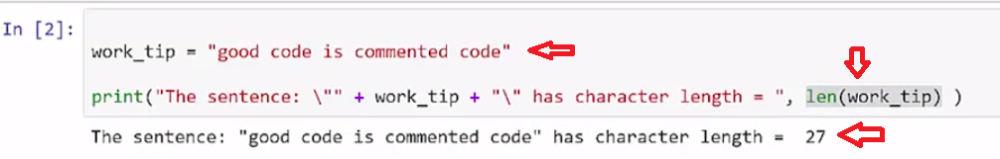 In [2]:
work_tip = "good code is commented code"
print("The sentence: \"" + work_tip + "\" has character length = ", len(work_tip) )
The sentence: "good code is commented code" has character length =  27